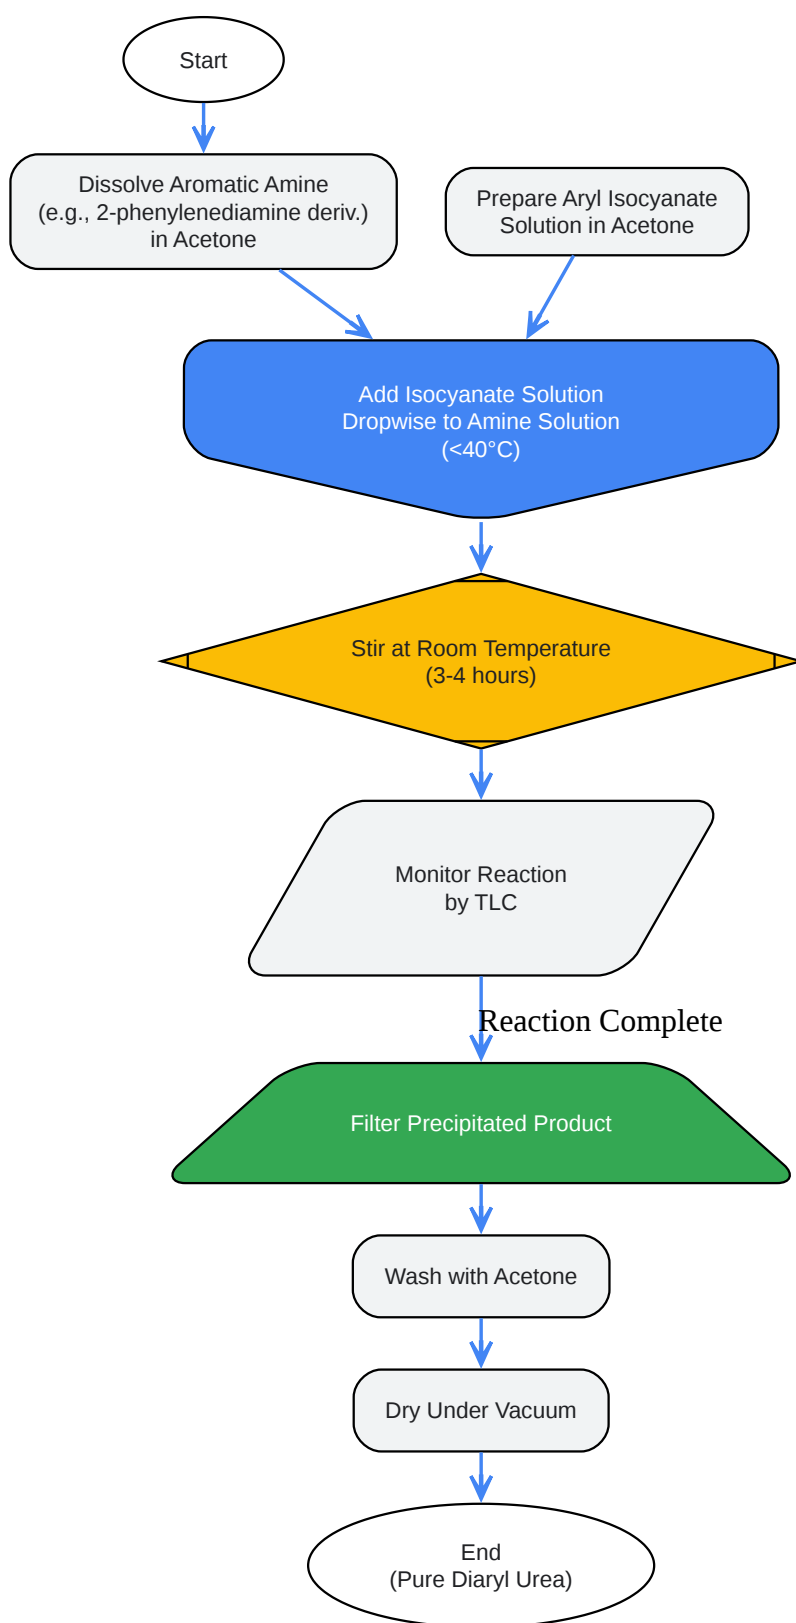 Start
Dissolve Aromatic Amine
(e.g., 2-phenylenediamine deriv.)
in Acetone
Prepare Aryl Isocyanate
Solution in Acetone
Add Isocyanate Solution
Dropwise to Amine Solution
(<40°C)
Stir at Room Temperature
(3-4 hours)
Monitor Reaction
by TLC
Reaction Complete
Filter Precipitated Product
Wash with Acetone
Dry Under Vacuum
End
(Pure Diaryl Urea)